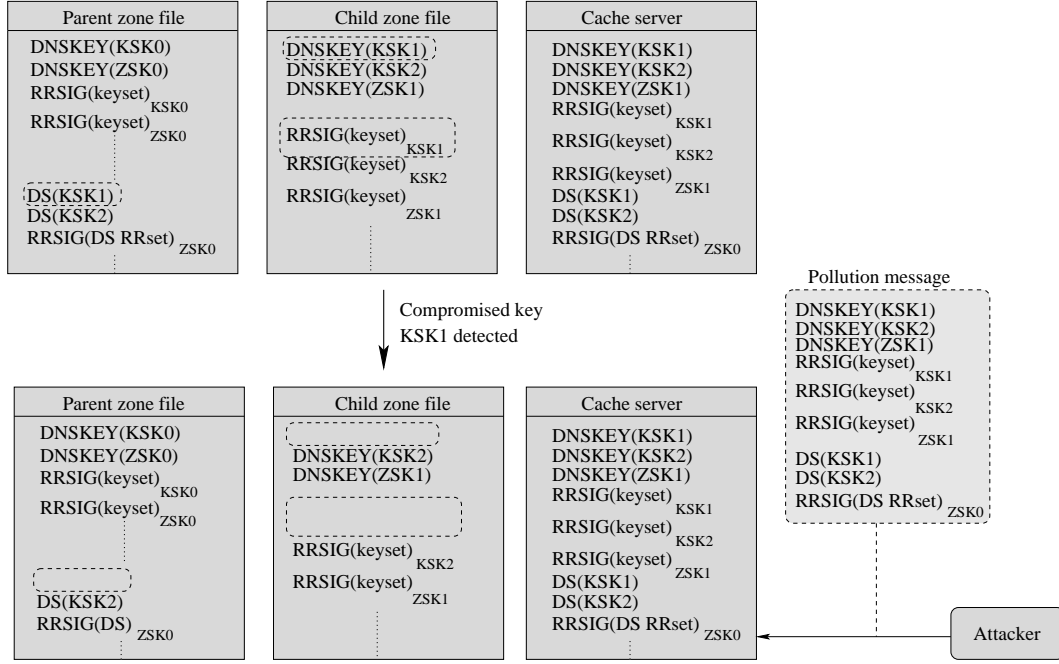 Parent zone file
DNSKEY(KSK0)
DNSKEY(ZSK0)
RRSIG(keyset) KSK0
RRSIG(keyset) ZSK0
DS(KSK1)
DS(KSK2)
RRSIG(DS RRset) ZSK0
Child zone file
DNSKEY(KSK1)
DNSKEY(KSK2)
DNSKEY(ZSK1)
RRSIG(keyset) KSK1
RRSIG(keyset) KSK2
RRSIG(keyset) ZSK1
Cache server
DNSKEY(KSK1)
DNSKEY(KSK2)
DNSKEY(ZSK1)
RRSIG(keyset) KSK1
RRSIG(keyset) KSK2
RRSIG(keyset) ZSK1
DS(KSK1)
DS(KSK2)
RRSIG(DS RRset) ZSK0
Compromised key
KSK1 detected
Pollution message
DNSKEY(KSK1)
DNSKEY(KSK2)
DNSKEY(ZSK1)
RRSIG(keyset) KSK1
RRSIG(keyset) KSK2
RRSIG(keyset) ZSK1
DS(KSK1)
DS(KSK2)
RRSIG(DS RRset) ZSK0
Parent zone file
DNSKEY(KSK0)
DNSKEY(ZSK0)
RRSIG(keyset) KSK0
RRSIG(keyset) ZSK0
DS(KSK2)
RRSIG(DS) ZSK0
Child zone file
DNSKEY(KSK2)
DNSKEY(ZSK1)
RRSIG(keyset) KSK2
RRSIG(keyset) ZSK1
Cache server
DNSKEY(KSK1)
DNSKEY(KSK2)
DNSKEY(ZSK1)
RRSIG(keyset) KSK1
RRSIG(keyset) KSK2
RRSIG(keyset) ZSK1
DS(KSK1)
DS(KSK2)
RRSIG(DS RRset) ZSK0
Attacker